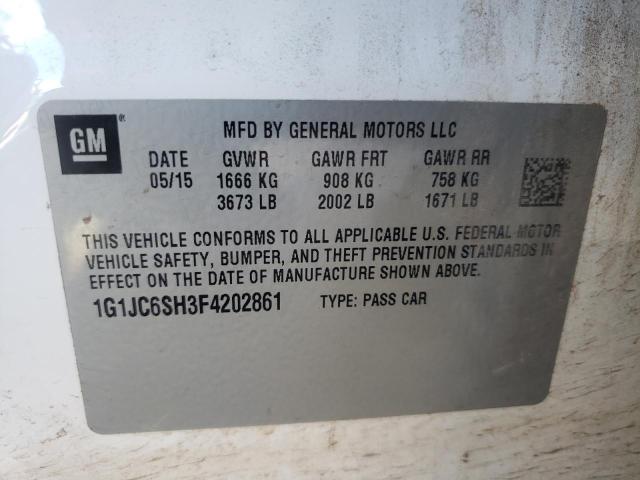 GM®
MFD BY GENERAL MOTORS LLC
DATE GVWR GAWR FRT GAWR RR
05/15 1666 KG 908 KG 758 KG
3673 LB 2002 LB 1671 LB
THIS VEHICLE CONFORMS TO ALL APPLICABLE U.S. FEDERAL MOTOR
VEHICLE SAFETY, BUMPER, AND THEFT PREVENTION STANDARDS IN
EFFECT ON THE DATE OF MANUFACTURE SHOWN ABOVE.
1G1JC6SH3F4202861 TYPE: PASS CAR